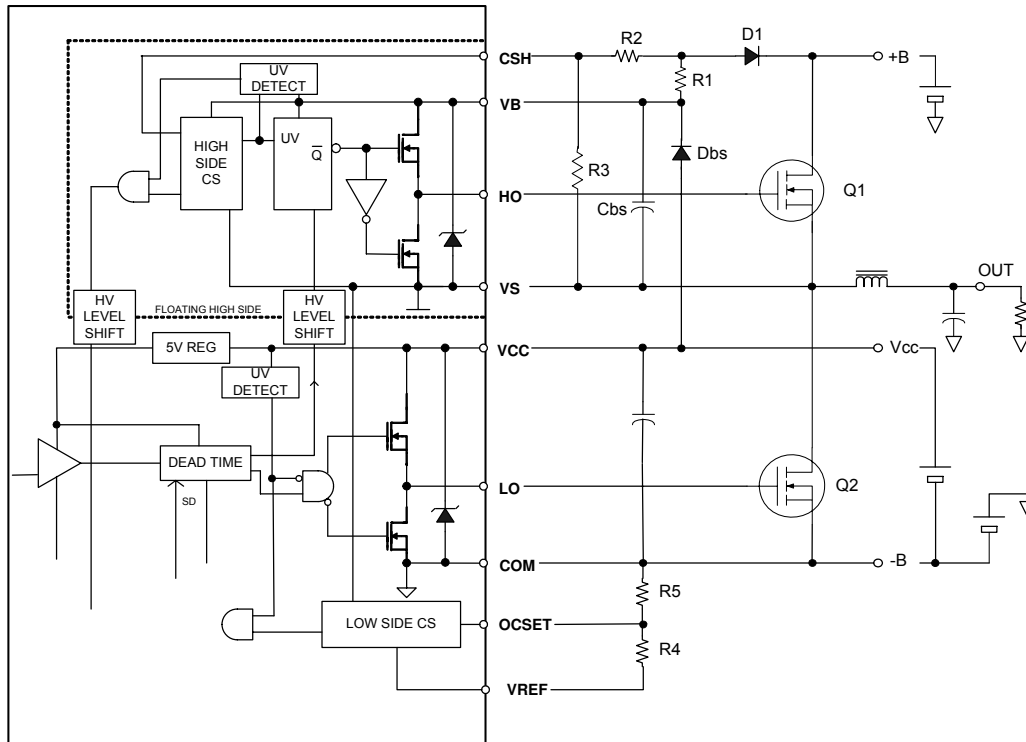 CSH
R2
D1
+B
UV
DETECT
R1
VB
HIGH
SIDE
CS
UV
Q
Dbs
R3
HO
Q1
Cbs
VS
OUT
HV
LEVEL
SHIFT
FLOATING HIGH SIDE
HV
LEVEL
SHIFT
5V REG
VCC
Vcc
UV
DETECT
DEAD TIME
SD
LO
Q2
COM
-B
R5
LOW SIDE CS
OCSET
R4
VREF